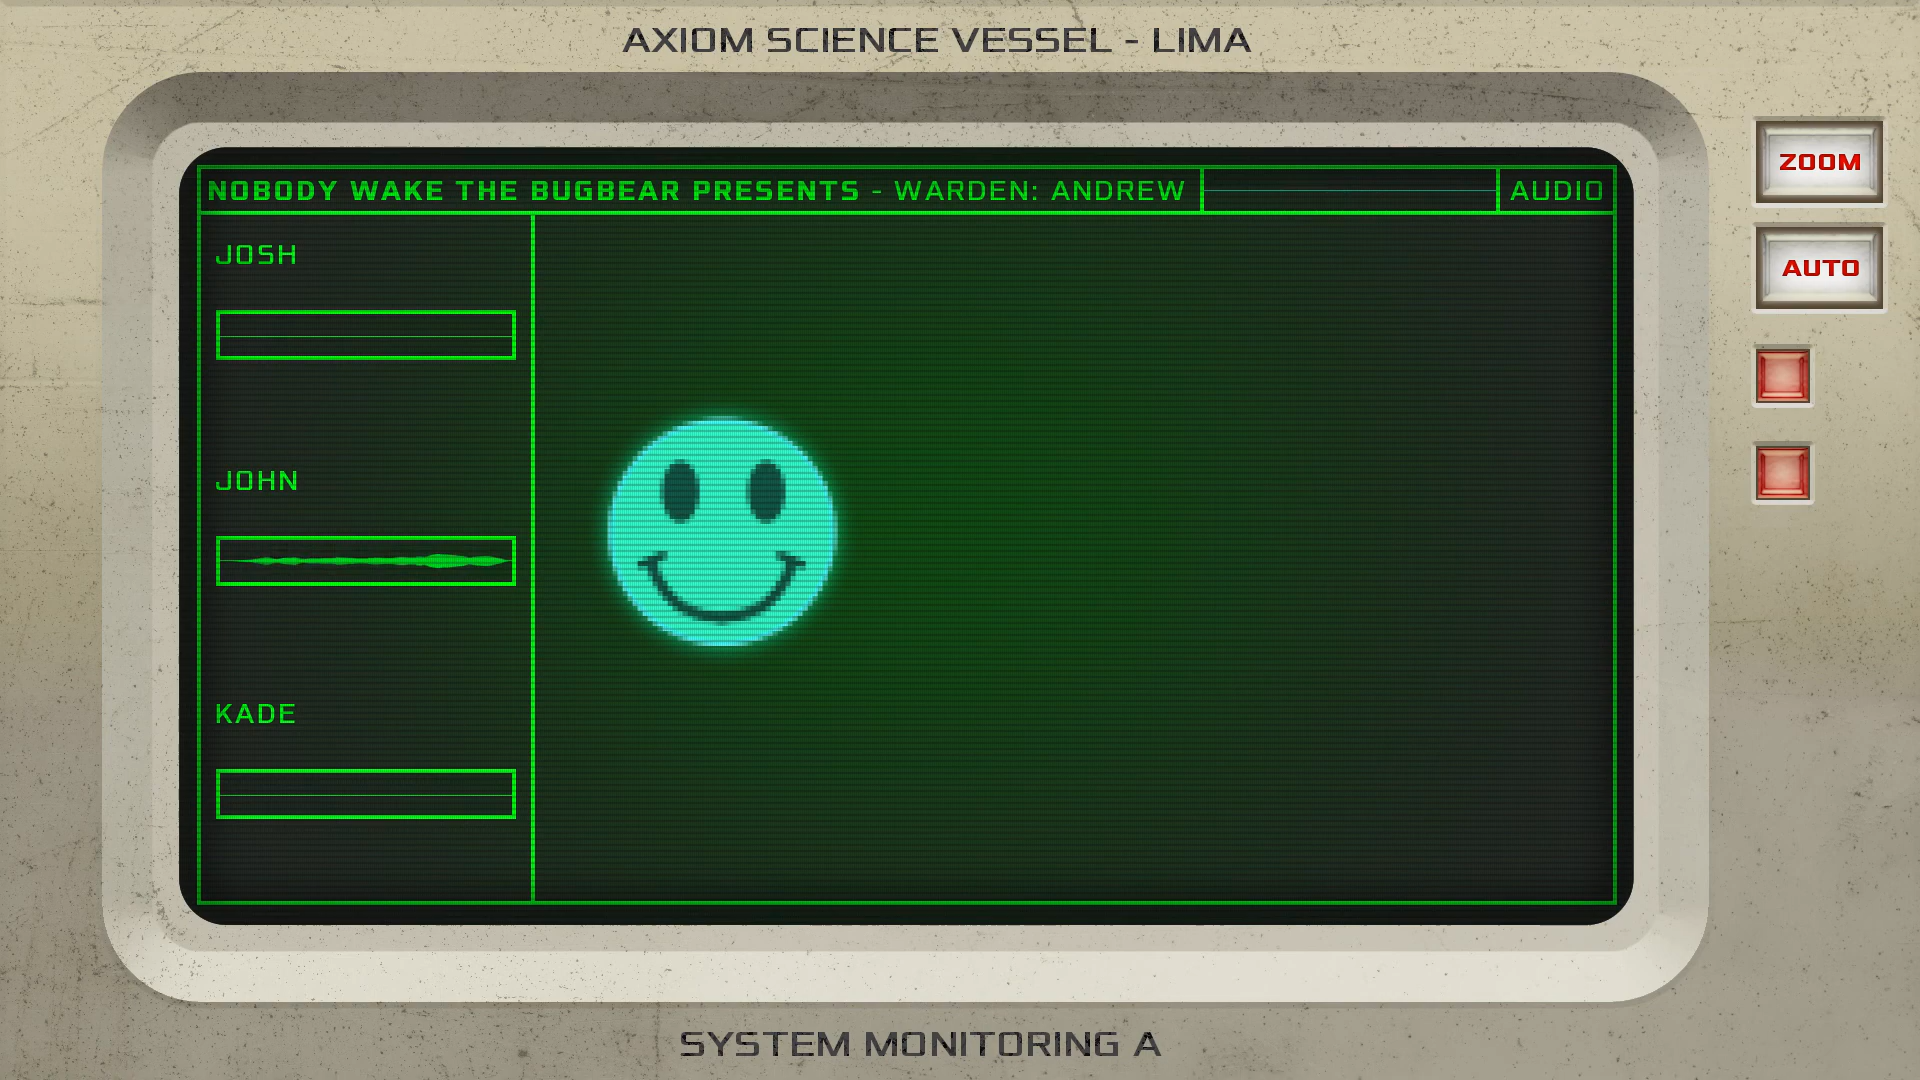 AXIOM SCIENCE VESSEL - LIMA
NOBODY WAKE THE BUGBEAR PRESENTS - WARDEN: ANDREW
AUDIO
ZOOM
AUTO
JOSH
JOHN
KADE
SYSTEM MONITORING A